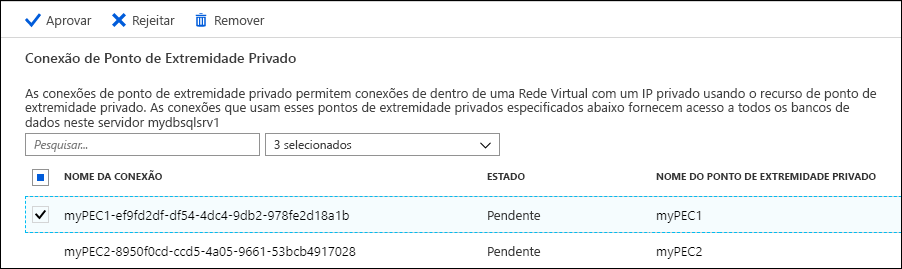 Aprovar Rejeitar Remover
Conexão de Ponto de Extremidade Privado
As conexões de ponto de extremidade privado permitem conexões de dentro de uma Rede Virtual com um IP privado usando o recurso de ponto de
extremidade privado. As conexões que usam esses pontos de extremidade privados especificados abaixo fornecem acesso a todos os bancos de
dados neste servidor mydbsqlsrv1
Pesquisar... 3 selecionados
NOME DA CONEXÃO ESTADO NOME DO PONTO DE EXTREMIDADE PRIVADO
myPEC1-ef9fd2df-df54-4dc4-9db2-978fe2d18a1b Pendente myPEC1
myPEC2-8950f0cd-ccd5-4a05-9661-53bcb4917028 Pendente myPEC2